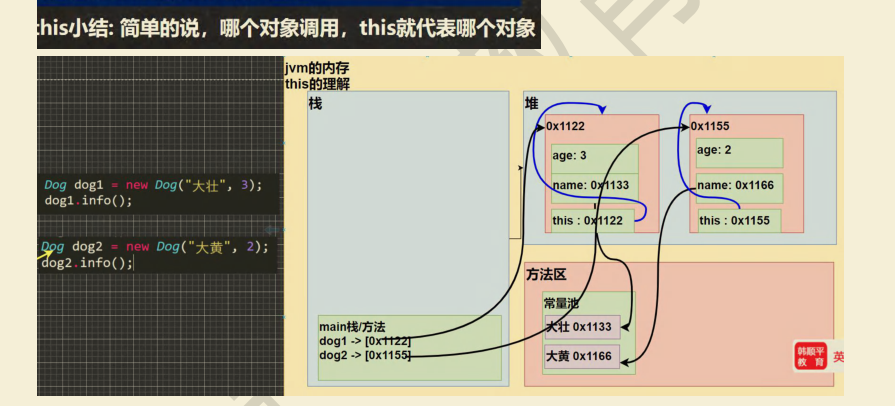 this小结: 简单的说，哪个对象调用，this就代表哪个对象
jvm的内存
this的理解
栈
堆
0x1122
0x1155
age: 3
age: 2
name: 0x1133
name: 0x1166
this : 0x1122
this : 0x1155
Dog dog1 = new Dog("大壮", 3);
dog1.info();
Dog dog2 = new Dog("大黄", 2);
dog2.info();
方法区
常量池
大壮 0x1133
大黄 0x1166
main栈/方法
dog1 -> [0x1122]
dog2 -> [0x1155]
韩顺平
教育
英